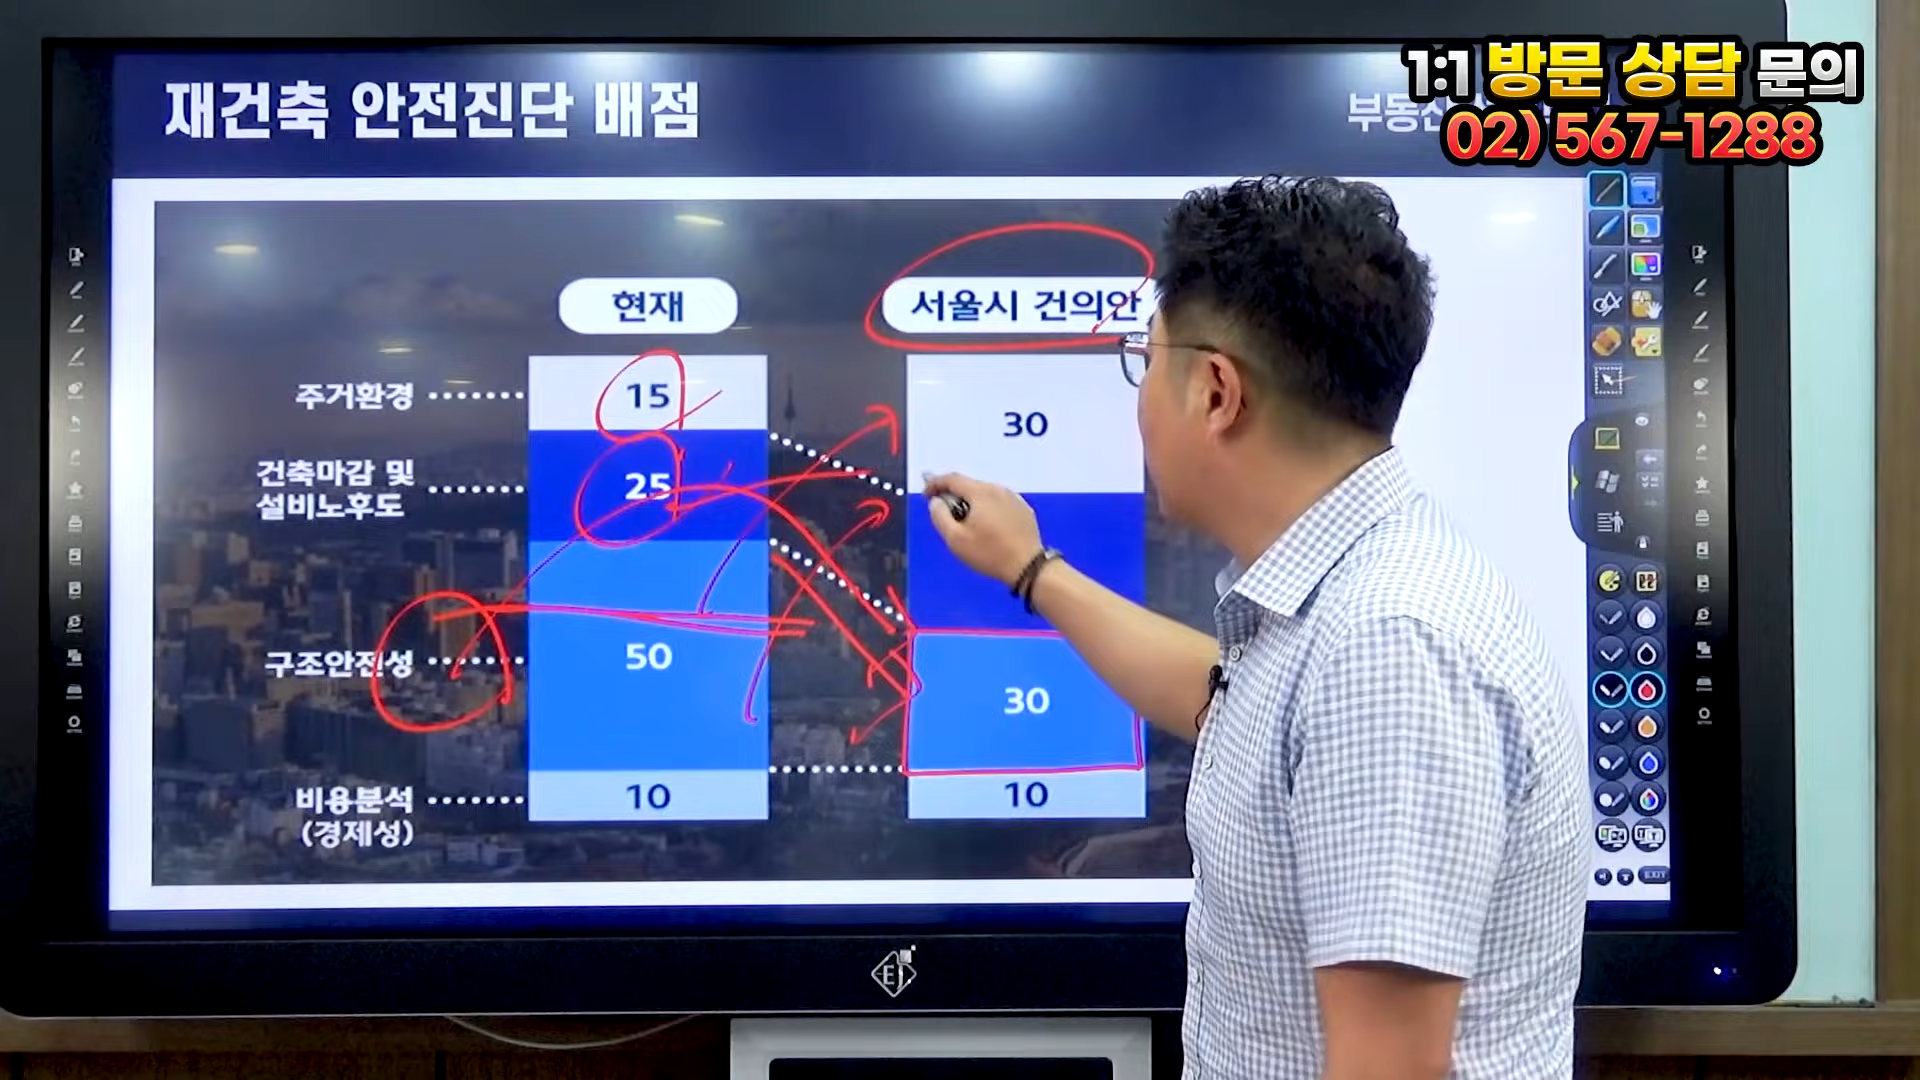 재건축 안전진단 배점
부동산
1:1 방문 상담 문의
02) 567-1288
현재
서울시 건의안
주거환경
15
30
건축마감 및
설비노후도
25
구조안전성
50
30
비용분석
(경제성)
10
10
EXIT